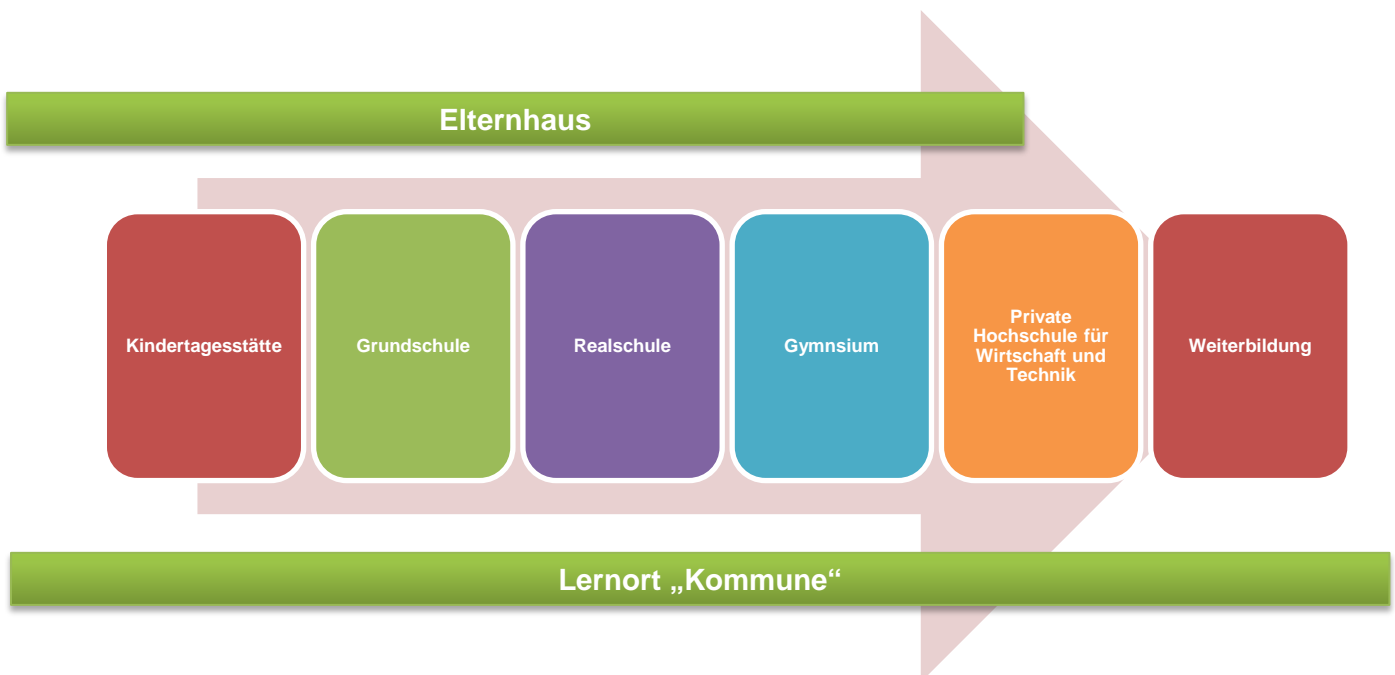 Elternhaus
Kindertagesstätte
Grundschule
Realschule
Gymnsium
Private
Hochschule für
Wirtschaft und
Technik
Weiterbildung
Lernort „Kommune“